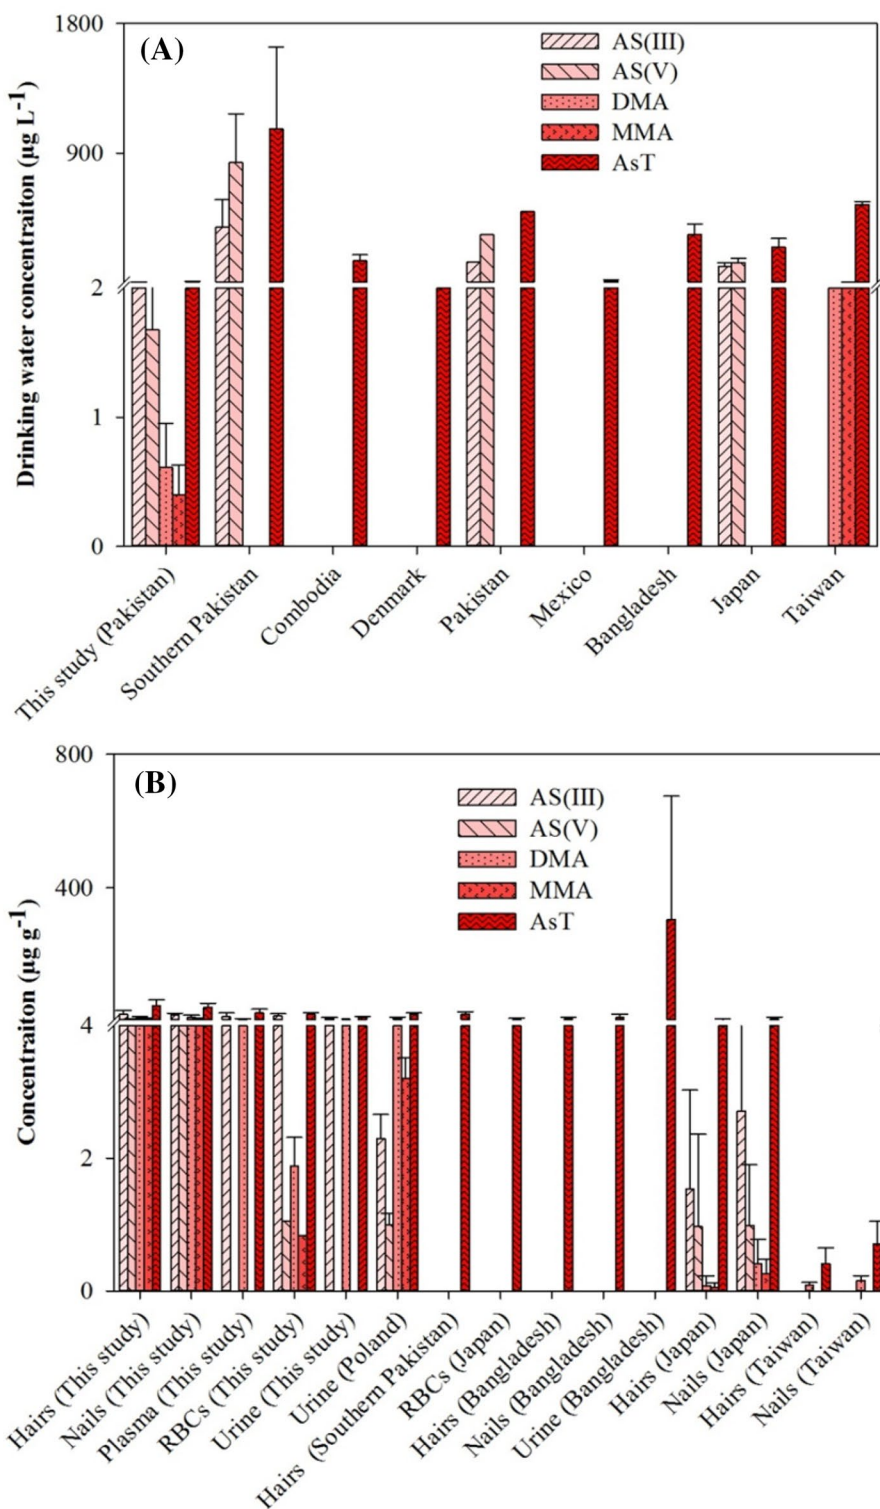 (A)
1800
900
2
1
0
Drinking water concentraiton (µg L-1)
AS(III)
AS(V)
DMA
MMA
AsT
This study (Pakistan)
Southern Pakistan
Combodia
Denmark
Pakistan
Mexico
Bangladesh
Japan
Taiwan
(B)
800
400
4
2
0
Concentraiton (µg g-1)
AS(III)
AS(V)
DMA
MMA
AsT
Hairs (This study)
Nails (This study)
Plasma (This study)
RBCs (This study)
Urine (This study)
Urine (Poland)
Hairs (Southern Pakistan)
RBCs (Japan)
Hairs (Bangladesh)
Nails (Bangladesh)
Urine (Bangladesh)
Hairs (Japan)
Nails (Japan)
Hairs (Taiwan)
Nails (Taiwan)